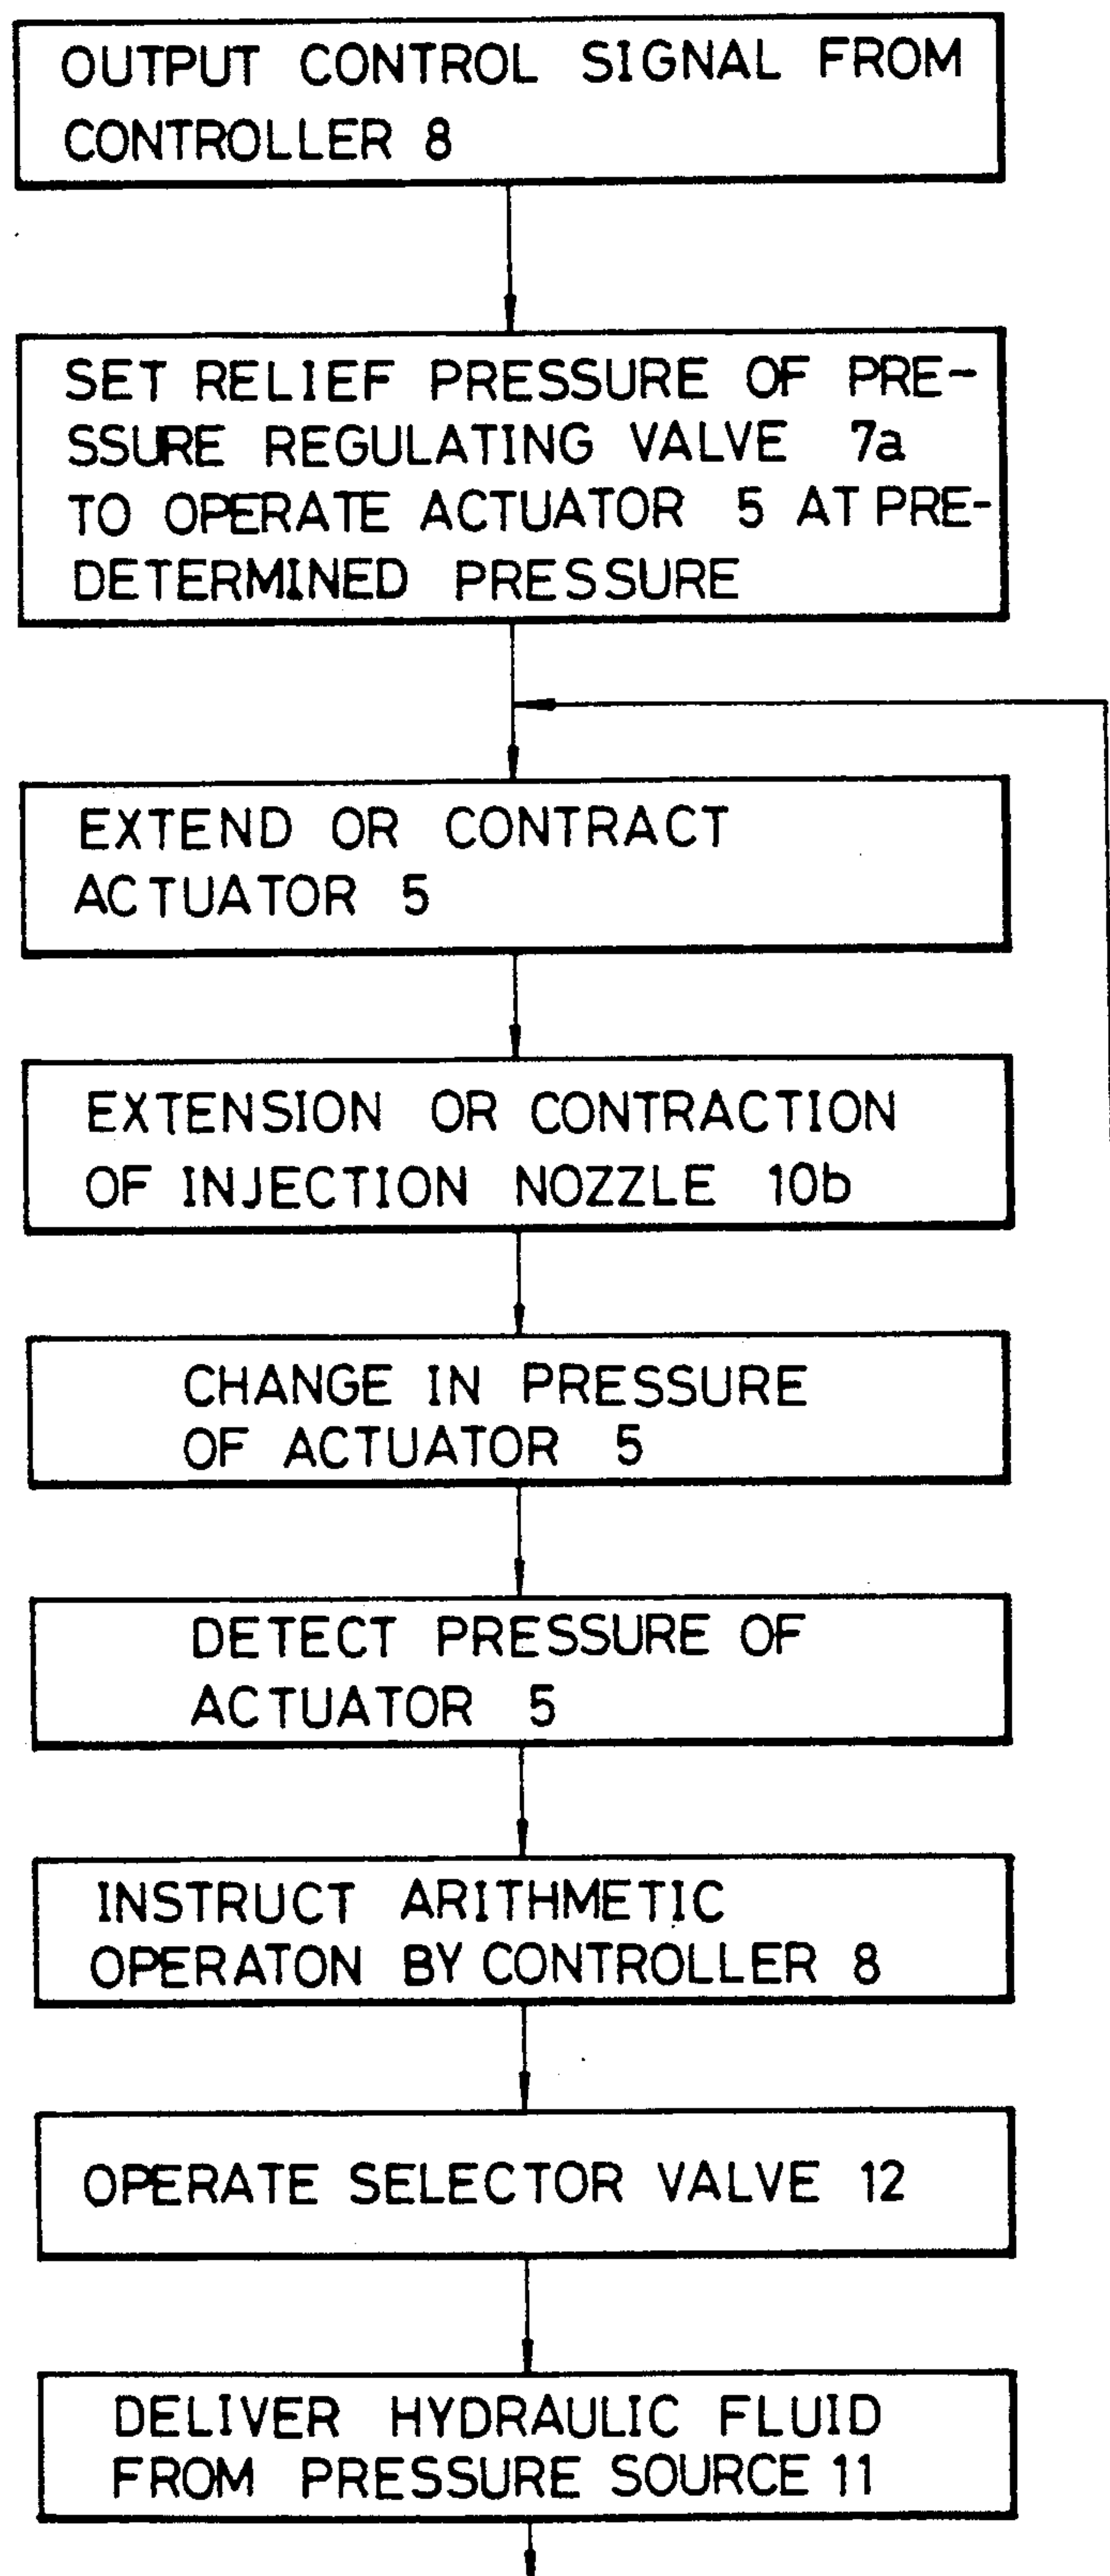 OUTPUT CONTROL SIGNAL FROM
CONTROLLER 8
SET RELIEF PRESSURE OF PRE-
SSURE REGULATING VALVE 7a
TO OPERATE ACTUATOR 5 AT PRE-
DETERMINED PRESSURE
EXTEND OR CONTRACT
ACTUATOR 5
EXTENSION OR CONTRACTION
OF INJECTION NOZZLE 10b
CHANGE IN PRESSURE
OF ACTUATOR 5
DETECT PRESSURE OF
ACTUATOR 5
INSTRUCT ARITHMETIC
OPERATON BY CONTROLLER 8
OPERATE SELECTOR VALVE 12
DELIVER HYDRAULIC FLUID
FROM PRESSURE SOURCE 11